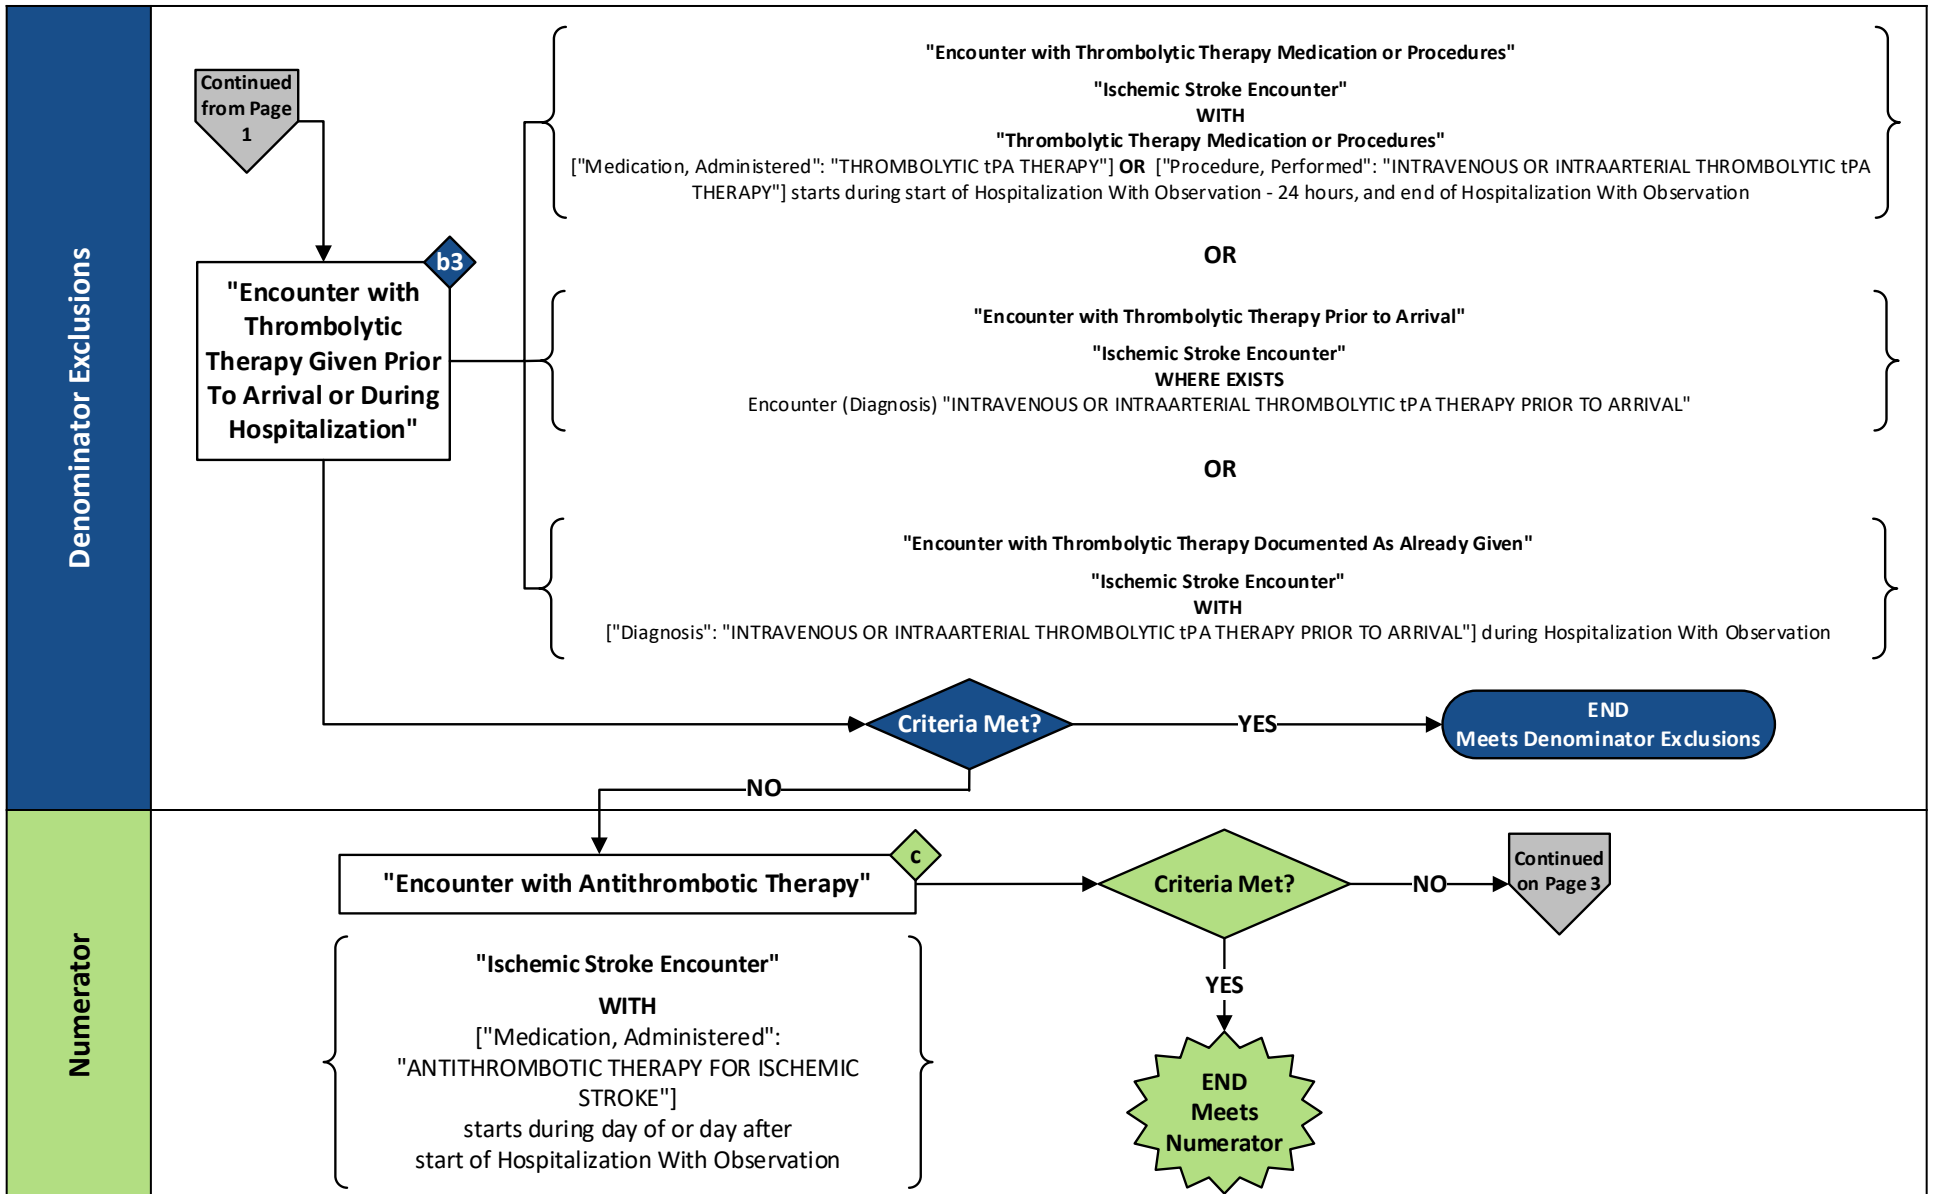 Denominator Exclusions
Continued
from Page
1
b3
"Encounter with
Thrombolytic
Therapy Given Prior
To Arrival or During
Hospitalization"
"Encounter with Thrombolytic Therapy Medication or Procedures"
"Ischemic Stroke Encounter"
WITH
"Thrombolytic Therapy Medication or Procedures"
["Medication, Administered": "THROMBOLYTIC tPA THERAPY"] OR ["Procedure, Performed": "INTRAVENOUS OR INTRAARTERIAL THROMBOLYTIC tPA
THERAPY"] starts during start of Hospitalization With Observation - 24 hours, and end of Hospitalization With Observation
OR
"Encounter with Thrombolytic Therapy Prior to Arrival"
"Ischemic Stroke Encounter"
WHERE EXISTS
Encounter (Diagnosis) "INTRAVENOUS OR INTRAARTERIAL THROMBOLYTIC tPA THERAPY PRIOR TO ARRIVAL"
OR
"Encounter with Thrombolytic Therapy Documented As Already Given"
"Ischemic Stroke Encounter"
WITH
["Diagnosis": "INTRAVENOUS OR INTRAARTERIAL THROMBOLYTIC tPA THERAPY PRIOR TO ARRIVAL"] during Hospitalization With Observation
Criteria Met?
YES
END
Meets Denominator Exclusions
NO
Numerator
"Encounter with Antithrombotic Therapy"
c
Criteria Met?
NO
Continued
on Page 3
"Ischemic Stroke Encounter"
WITH
["Medication, Administered":
"ANTITHROMBOTIC THERAPY FOR ISCHEMIC
STROKE"]
starts during day of or day after
start of Hospitalization With Observation
YES
END
Meets
Numerator